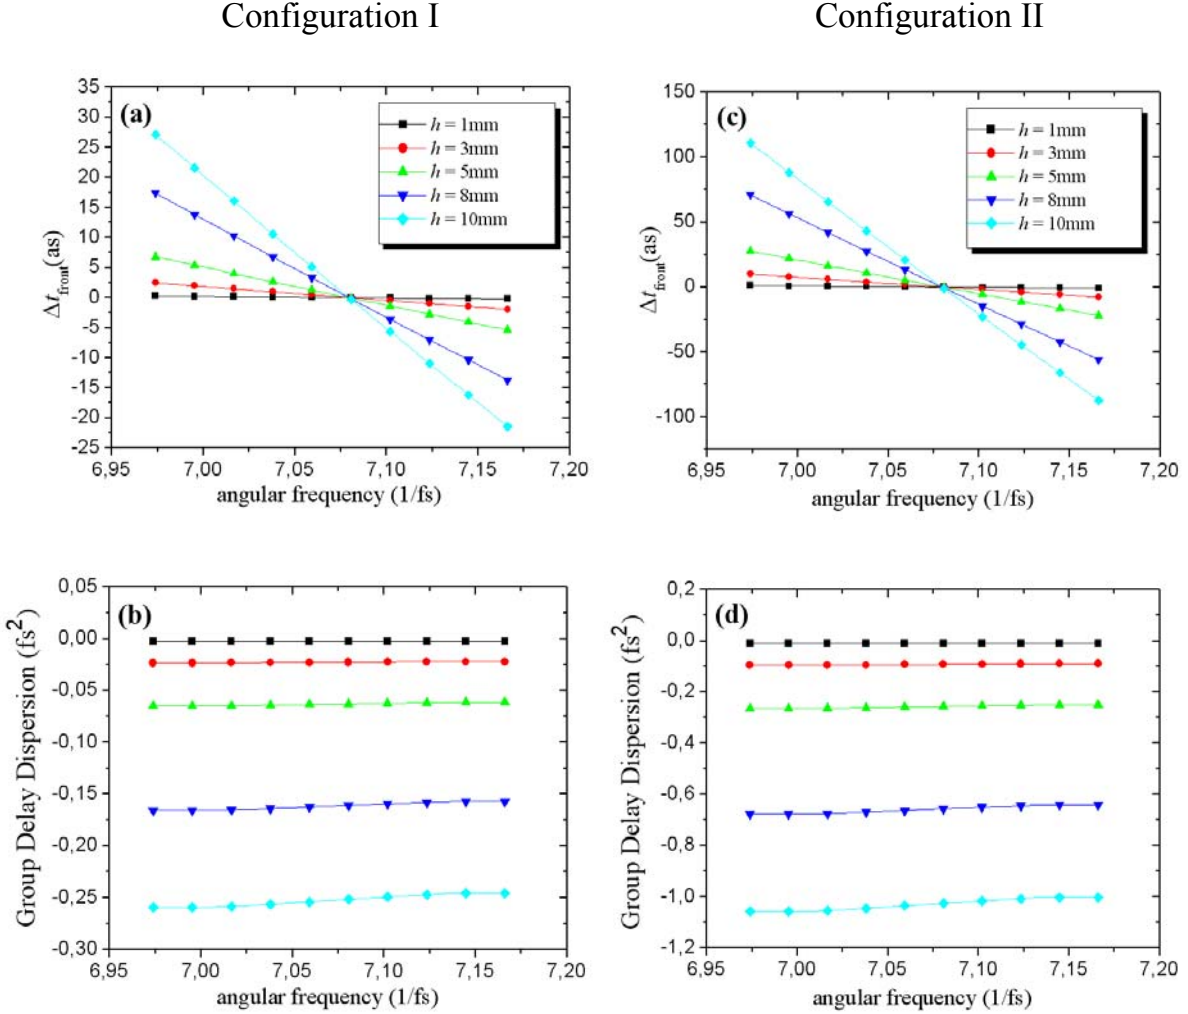 Configuration I
Configuration II
(a)
h = 1mm
h = 3mm
h = 5mm
h = 8mm
h = 10mm
35
30
25
20
15
10
5
0
-5
-10
-15
-20
-25
Δt_front(as)
6,95 7,00 7,05 7,10 7,15 7,20
angular frequency (1/fs)
(c)
h = 1mm
h = 3mm
h = 5mm
h = 8mm
h = 10mm
150
100
50
0
-50
-100
Δt_front(as)
6,95 7,00 7,05 7,10 7,15 7,20
angular frequency (1/fs)
(b)
0,05
0,00
-0,05
-0,10
-0,15
-0,20
-0,25
-0,30
Group Delay Dispersion (fs²)
6,95 7,00 7,05 7,10 7,15 7,20
angular frequency (1/fs)
(d)
0,2
0,0
-0,2
-0,4
-0,6
-0,8
-1,0
-1,2
Group Delay Dispersion (fs²)
6,95 7,00 7,05 7,10 7,15 7,20
angular frequency (1/fs)